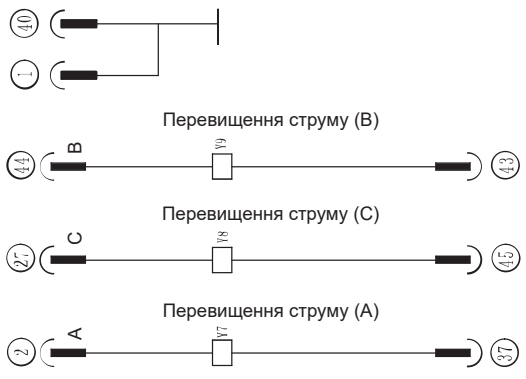 40
1
Перевищення струму (В)
44 B Y9 43
Перевищення струму (С)
27 C Y8 45
Перевищення струму (А)
2 A Y7 37